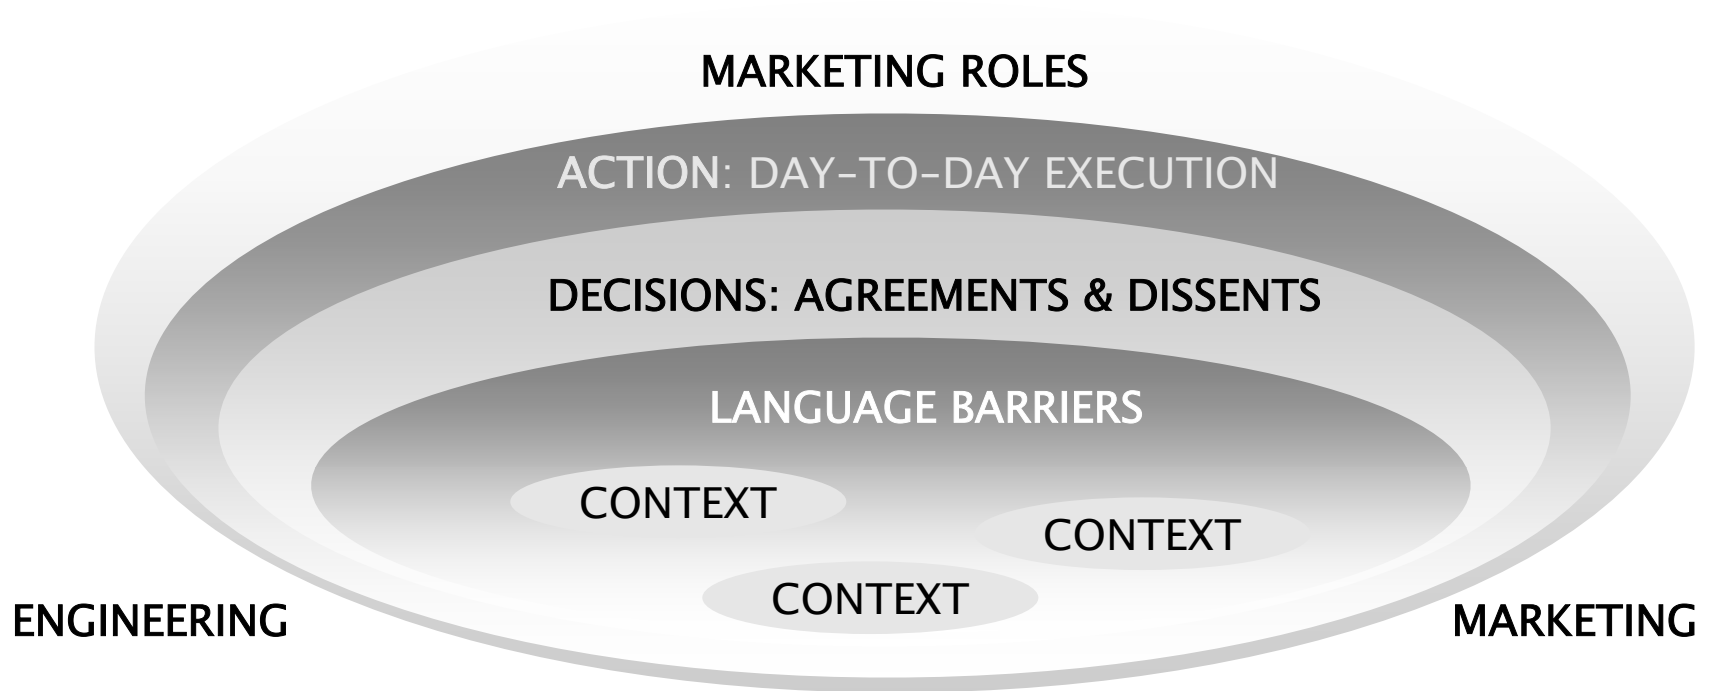 MARKETING ROLES
ACTION: DAY-TO-DAY EXECUTION
DECISIONS: AGREEMENTS & DISSENTS
LANGUAGE BARRIERS
CONTEXT
CONTEXT
CONTEXT
ENGINEERING
MARKETING